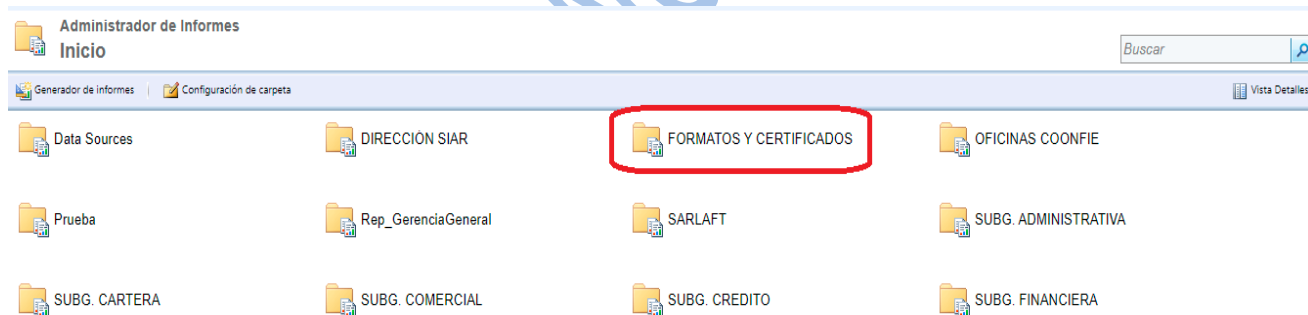 Administrador de Informes
Inicio
Buscar
Generador de informes | Configuración de carpeta Vista Detalles
Data Sources DIRECCIÓN SIAR FORMATOS Y CERTIFICADOS OFICINAS COONFIE
Prueba Rep_GerenciaGeneral SARLAFT SUBG. ADMINISTRATIVA
SUBG. CARTERA SUBG. COMERCIAL SUBG. CREDITO SUBG. FINANCIERA